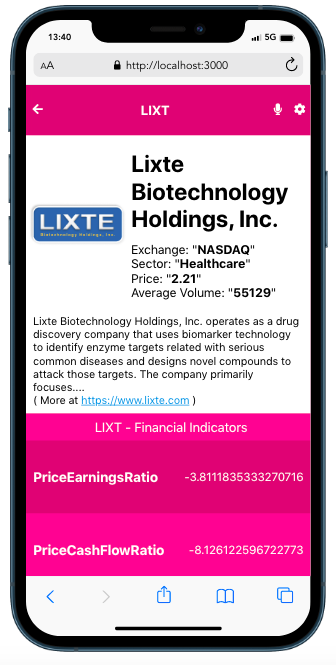 13:40
5G
AA
http://localhost:3000
LIXT
LIXTE
Biotechnology Holdings, Inc.
Lixte
Biotechnology
Holdings, Inc.
Exchange: "NASDAQ"
Sector: "Healthcare"
Price: "2.21"
Average Volume: "55129"
Lixte Biotechnology Holdings, Inc. operates as a drug
discovery company that uses biomarker technology
to identify enzyme targets related with serious
common diseases and designs novel compounds to
attack those targets. The company primarily
focuses....
( More at https://www.lixte.com )
LIXT - Financial Indicators
PriceEarningsRatio -3.8111835333270716
PriceCashFlowRatio -8.126122596722773